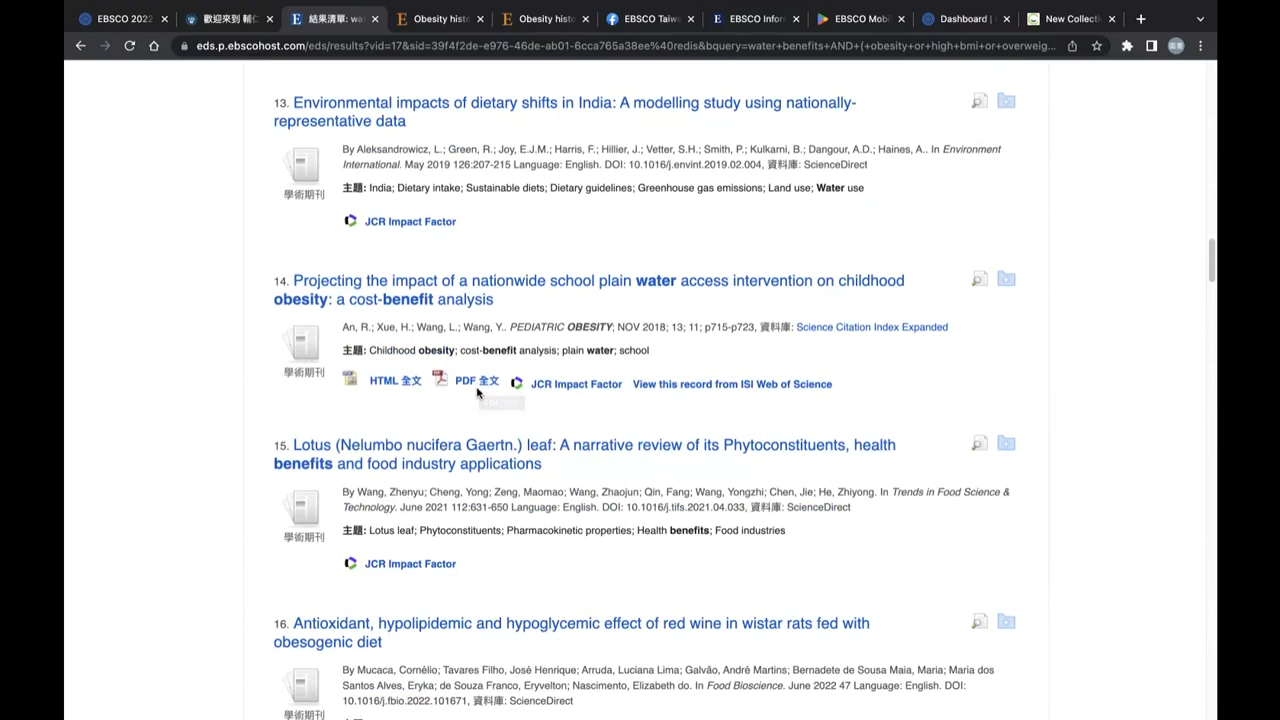 EBSCO 2022
歡迎來到 輔仁
結果清單: wa
Obesity histo
Obesity histo
EBSCO Taiwa
EBSCO Infor
EBSCO Mobi
Dashboard |
New Collecti
eds.p.ebscohost.com/eds/results?vid=17&sid=39f4f2de-e976-46de-ab01-6cca765a38ee%40redis&bquery=water+benefits+AND+(+obesity+or+high+bmi+or+overweig...
13. Environmental impacts of dietary shifts in India: A modelling study using nationally-
representative data
By Aleksandrowicz, L.; Green, R.; Joy, E.J.M.; Harris, F.; Hillier, J.; Vetter, S.H.; Smith, P.; Kulkarni, B.; Dangour, A.D.; Haines, A.. In Environment
International. May 2019 126:207-215 Language: English. DOI: 10.1016/j.envint.2019.02.004, 資料庫: ScienceDirect
學術期刊
主題: India; Dietary intake; Sustainable diets; Dietary guidelines; Greenhouse gas emissions; Land use; Water use
JCR Impact Factor
14. Projecting the impact of a nationwide school plain water access intervention on childhood
obesity: a cost-benefit analysis
An, R.; Xue, H.; Wang, L.; Wang, Y.. PEDIATRIC OBESITY; NOV 2018; 13; 11; p715-p723, 資料庫: Science Citation Index Expanded
主題: Childhood obesity; cost-benefit analysis; plain water; school
學術期刊
HTML 全文 PDF 全文 JCR Impact Factor View this record from ISI Web of Science
15. Lotus (Nelumbo nucifera Gaertn.) leaf: A narrative review of its Phytoconstituents, health
benefits and food industry applications
By Wang, Zhenyu; Cheng, Yong; Zeng, Maomao; Wang, Zhaojun; Qin, Fang; Wang, Yongzhi; Chen, Jie; He, Zhiyong. In Trends in Food Science &
Technology. June 2021 112:631-650 Language: English. DOI: 10.1016/j.tifs.2021.04.033, 資料庫: ScienceDirect
主題: Lotus leaf; Phytoconstituents; Pharmacokinetic properties; Health benefits; Food industries
學術期刊
JCR Impact Factor
16. Antioxidant, hypolipidemic and hypoglycemic effect of red wine in wistar rats fed with
obesogenic diet
By Mucaca, Cornélio; Tavares Filho, José Henrique; Arruda, Luciana Lima; Galvão, André Martins; Bernadete de Sousa Maia, Maria; Maria dos
Santos Alves, Eryka; de Souza Franco, Eryvelton; Nascimento, Elizabeth do. In Food Bioscience. June 2022 47 Language: English. DOI:
10.1016/j.fbio.2022.101671, 資料庫: ScienceDirect
學術期刊